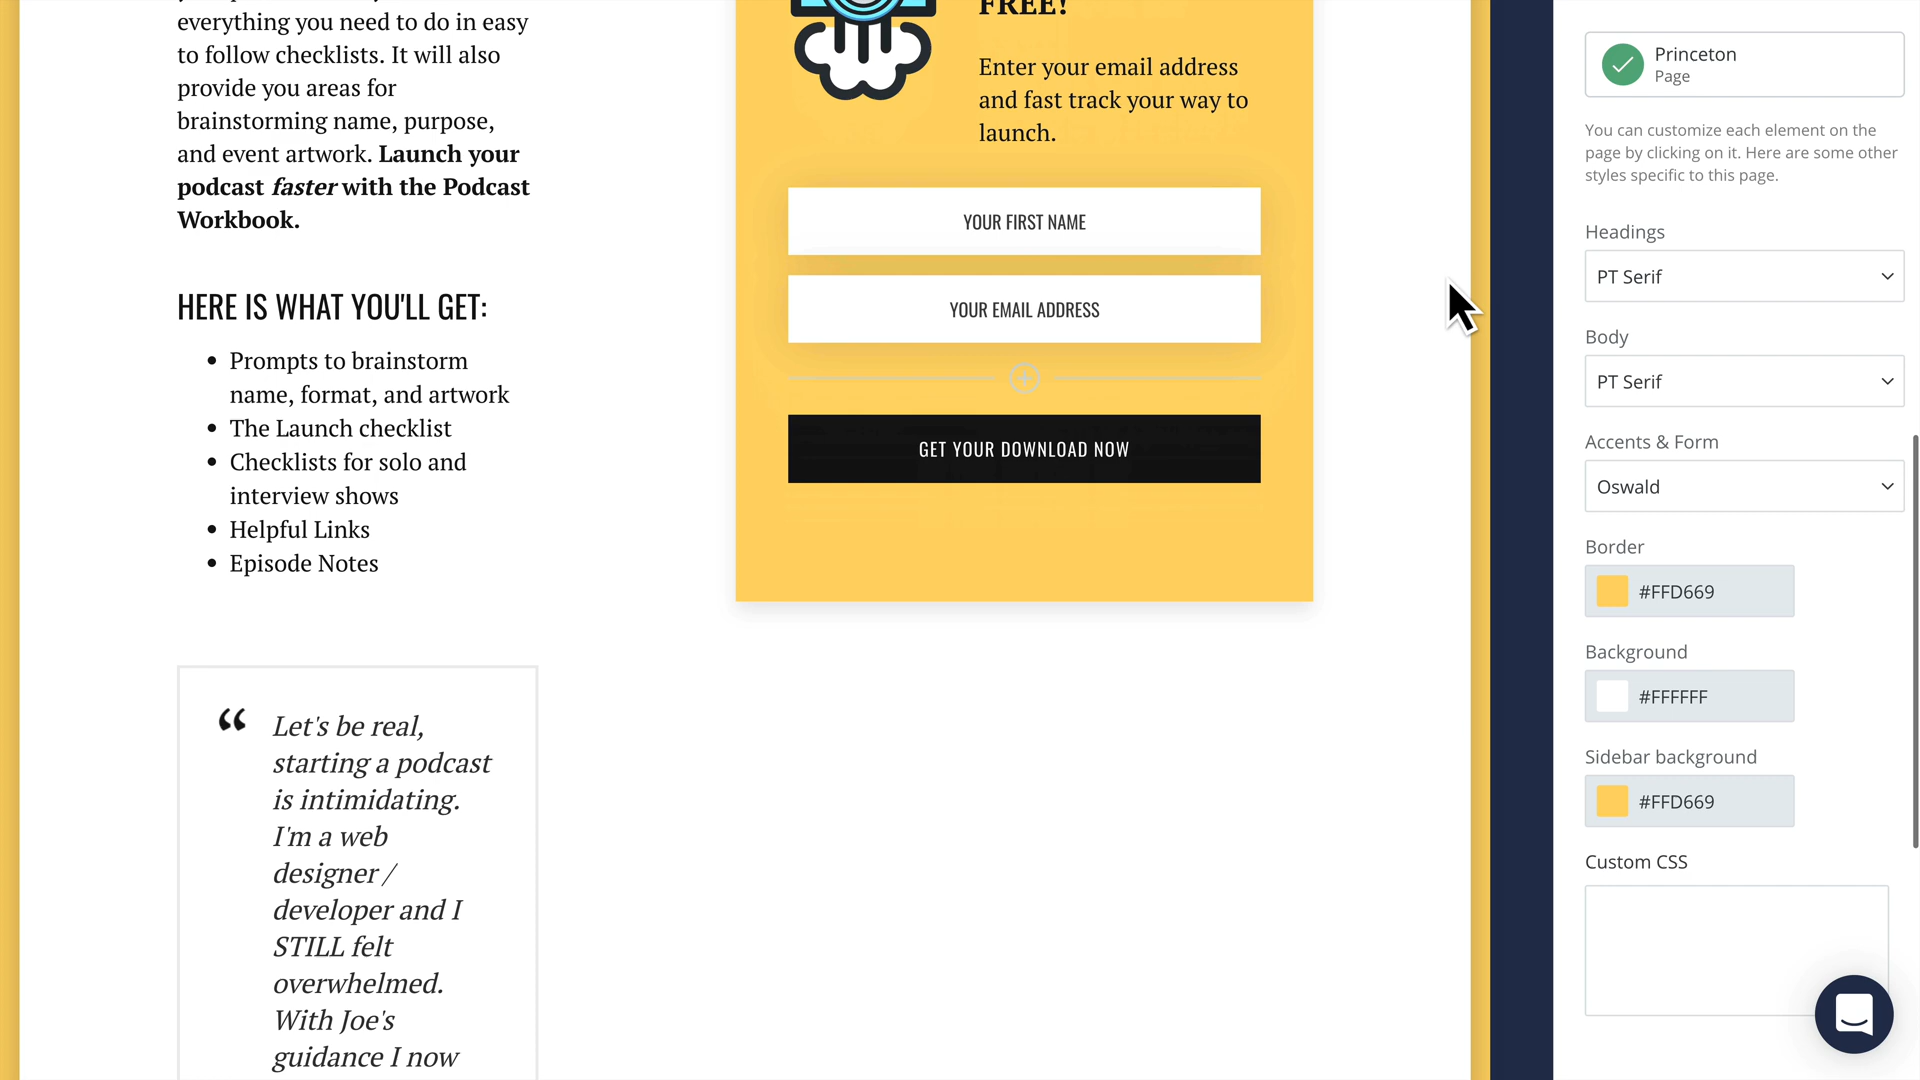 everything you need to do in easy
to follow checklists. It will also
provide you areas for
brainstorming name, purpose,
and event artwork. Launch your
podcast faster with the Podcast
Workbook.
HERE IS WHAT YOU'LL GET:
• Prompts to brainstorm
name, format, and artwork
• The Launch checklist
• Checklists for solo and
interview shows
• Helpful Links
• Episode Notes
“ Let's be real,
starting a podcast
is intimidating.
I'm a web
designer /
developer and I
STILL felt
overwhelmed.
With Joe's
guidance I now
FREE!
Enter your email address
and fast track your way to
launch.
YOUR FIRST NAME
YOUR EMAIL ADDRESS
GET YOUR DOWNLOAD NOW
Princeton
Page
You can customize each element on the
page by clicking on it. Here are some other
styles specific to this page.
Headings
PT Serif
Body
PT Serif
Accents & Form
Oswald
Border
#FFD669
Background
#FFFFFF
Sidebar background
#FFD669
Custom CSS